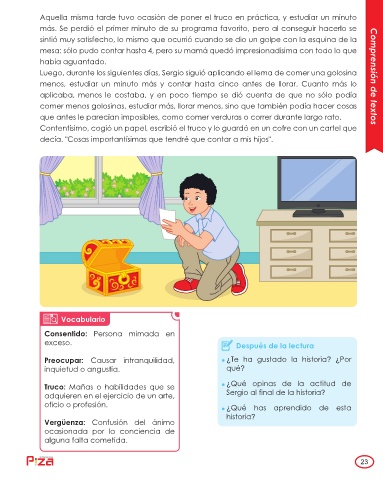 Aquella misma tarde tuvo ocasión de poner el truco en práctica, y estudiar un minuto
más. Se perdió el primer minuto de su programa favorito, pero al conseguir hacerlo se
sintió muy satisfecho, lo mismo que ocurrió cuando se dio un golpe con la esquina de la
mesa: sólo pudo contar hasta 4, pero su mamá quedó impresionadísima con todo lo que
había aguantado.
Luego, durante los siguientes días, Sergio siguió aplicando el lema de comer una golosina
menos, estudiar un minuto más y contar hasta cinco antes de llorar. Cuanto más lo
aplicaba, menos le costaba, y en poco tiempo se dió cuenta de que no sólo podía
comer menos golosinas, estudiar más, llorar menos, sino que también podía hacer cosas
que antes le parecían imposibles, como comer verduras o correr durante largo rato.
Contentísimo, cogió un papel, escribió el truco y lo guardó en un cofre con un cartel que
decía, "Cosas importantísimas que tendré que contar a mis hijos".
Comprensión de textos
Vocabulario
Consentido: Persona mimada en
exceso.
Preocupar: Causar intranquilidad,
inquietud o angustia.
Truco: Mañas o habilidades que se
adquieren en el ejercicio de un arte,
oficio o profesión.
Vergüenza: Confusión del ánimo
ocasionada por la conciencia de
alguna falta cometida.
Después de la lectura
• ¿Te ha gustado la historia? ¿Por
qué?
• ¿Qué opinas de la actitud de
Sergio al final de la historia?
• ¿Qué has aprendido de esta
historia?
Piza
23